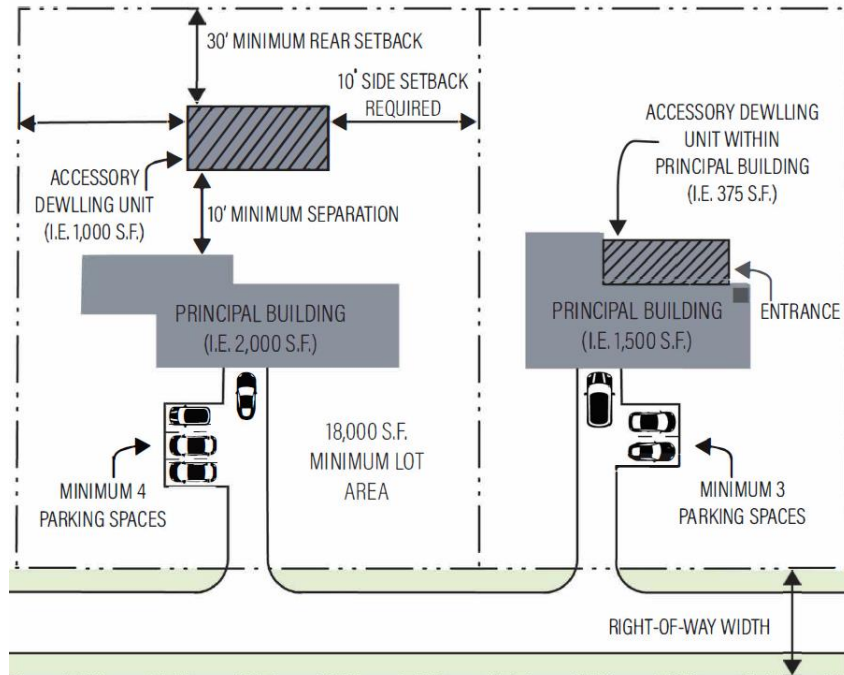 30' MINIMUM REAR SETBACK
10' SIDE SETBACK
REQUIRED
ACCESSORY
DEWLLING UNIT
(I.E. 1,000 S.F.)
10' MINIMUM SEPARATION
PRINCIPAL BUILDING
(I.E. 2,000 S.F.)
18,000 S.F.
MINIMUM LOT
AREA
MINIMUM 4
PARKING SPACES
ACCESSORY DEWLLING
UNIT WITHIN
PRINCIPAL BUILDING
(I.E. 375 S.F.)
PRINCIPAL BUILDING
(I.E. 1,500 S.F.)
ENTRANCE
MINIMUM 3
PARKING SPACES
RIGHT-OF-WAY WIDTH